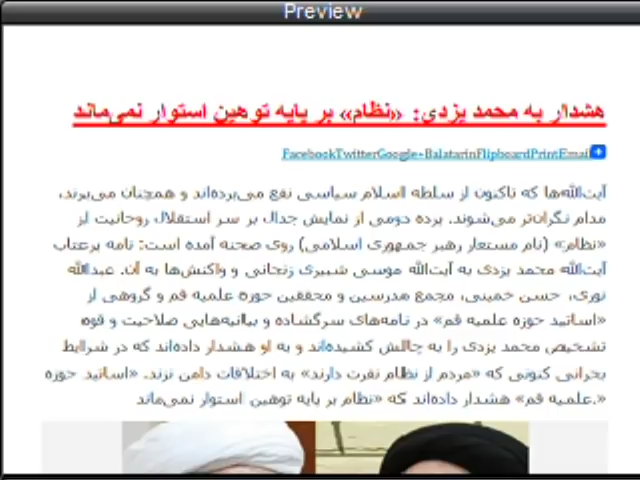 Preview
هشدار به محمد یزدی: «نظام» بر پایه توهین استوار نمی‌ماند
FacebookTwitterGoogle+BalatarinFlipboardPrintEmail
آیت‌الله‌ها که تاکنون از سلطه اسلام سیاسی نفع می‌برده‌اند و همچنان می‌برند،
مدام نگران‌تر می‌شوند. پرده دومی از نمایش جدال بر سر استقلال روحانیت از
«نظام» (نام مستعار رهبر جمهوری اسلامی) روی صحنه آمده است: نامه پرعتاب
آیت‌الله محمد یزدی به آیت‌الله موسی شبیری زنجانی و واکنش‌ها به آن. عبدالله
نوری، حسن خمینی، مجمع مدرسین و محققین حوزه علمیه قم و گروهی از
«اساتید حوزه علمیه قم» در نامه‌های سرگشاده و بیانیه‌هایی صلاحیت و قوه
تشخیص محمد یزدی را به چالش کشیده‌اند و به او هشدار داده‌اند که در شرایط
بحرانی کنونی که «مردم از نظام نفرت دارند» به اختلافات دامن نزند. «اساتید حوزه
«.علمیه قم» هشدار داده‌اند که «نظام بر پایه توهین استوار نمی‌ماند